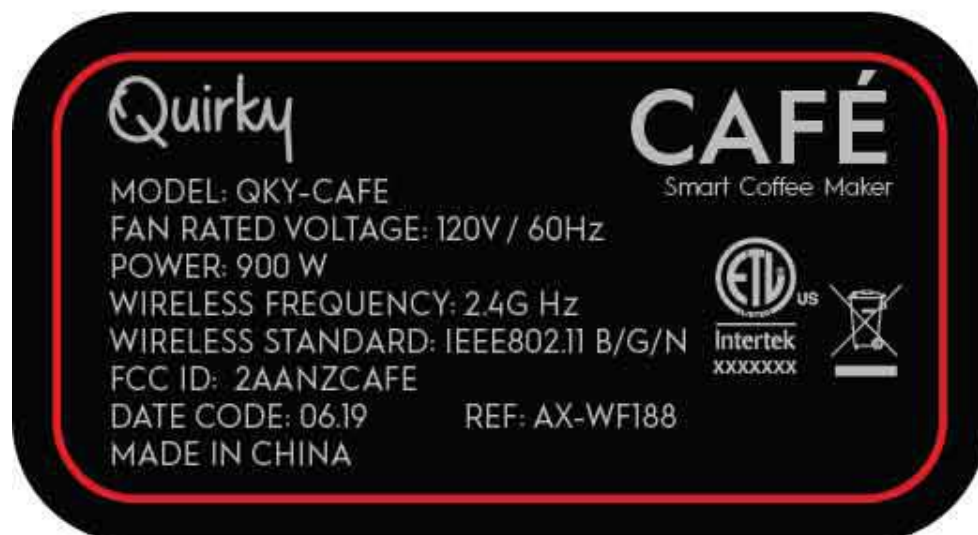 Quirky
CAFÉ
Smart Coffee Maker
MODEL: QKY-CAFE
FAN RATED VOLTAGE: 120V / 60Hz
POWER: 900 W
WIRELESS FREQUENCY: 2.4G Hz
WIRELESS STANDARD: IEEE802.11 B/G/N
FCC ID: 2AANZCAFE
DATE CODE: 06.19 REF: AX-WF188
MADE IN CHINA
ETL US
Intertek
XXXXXXX